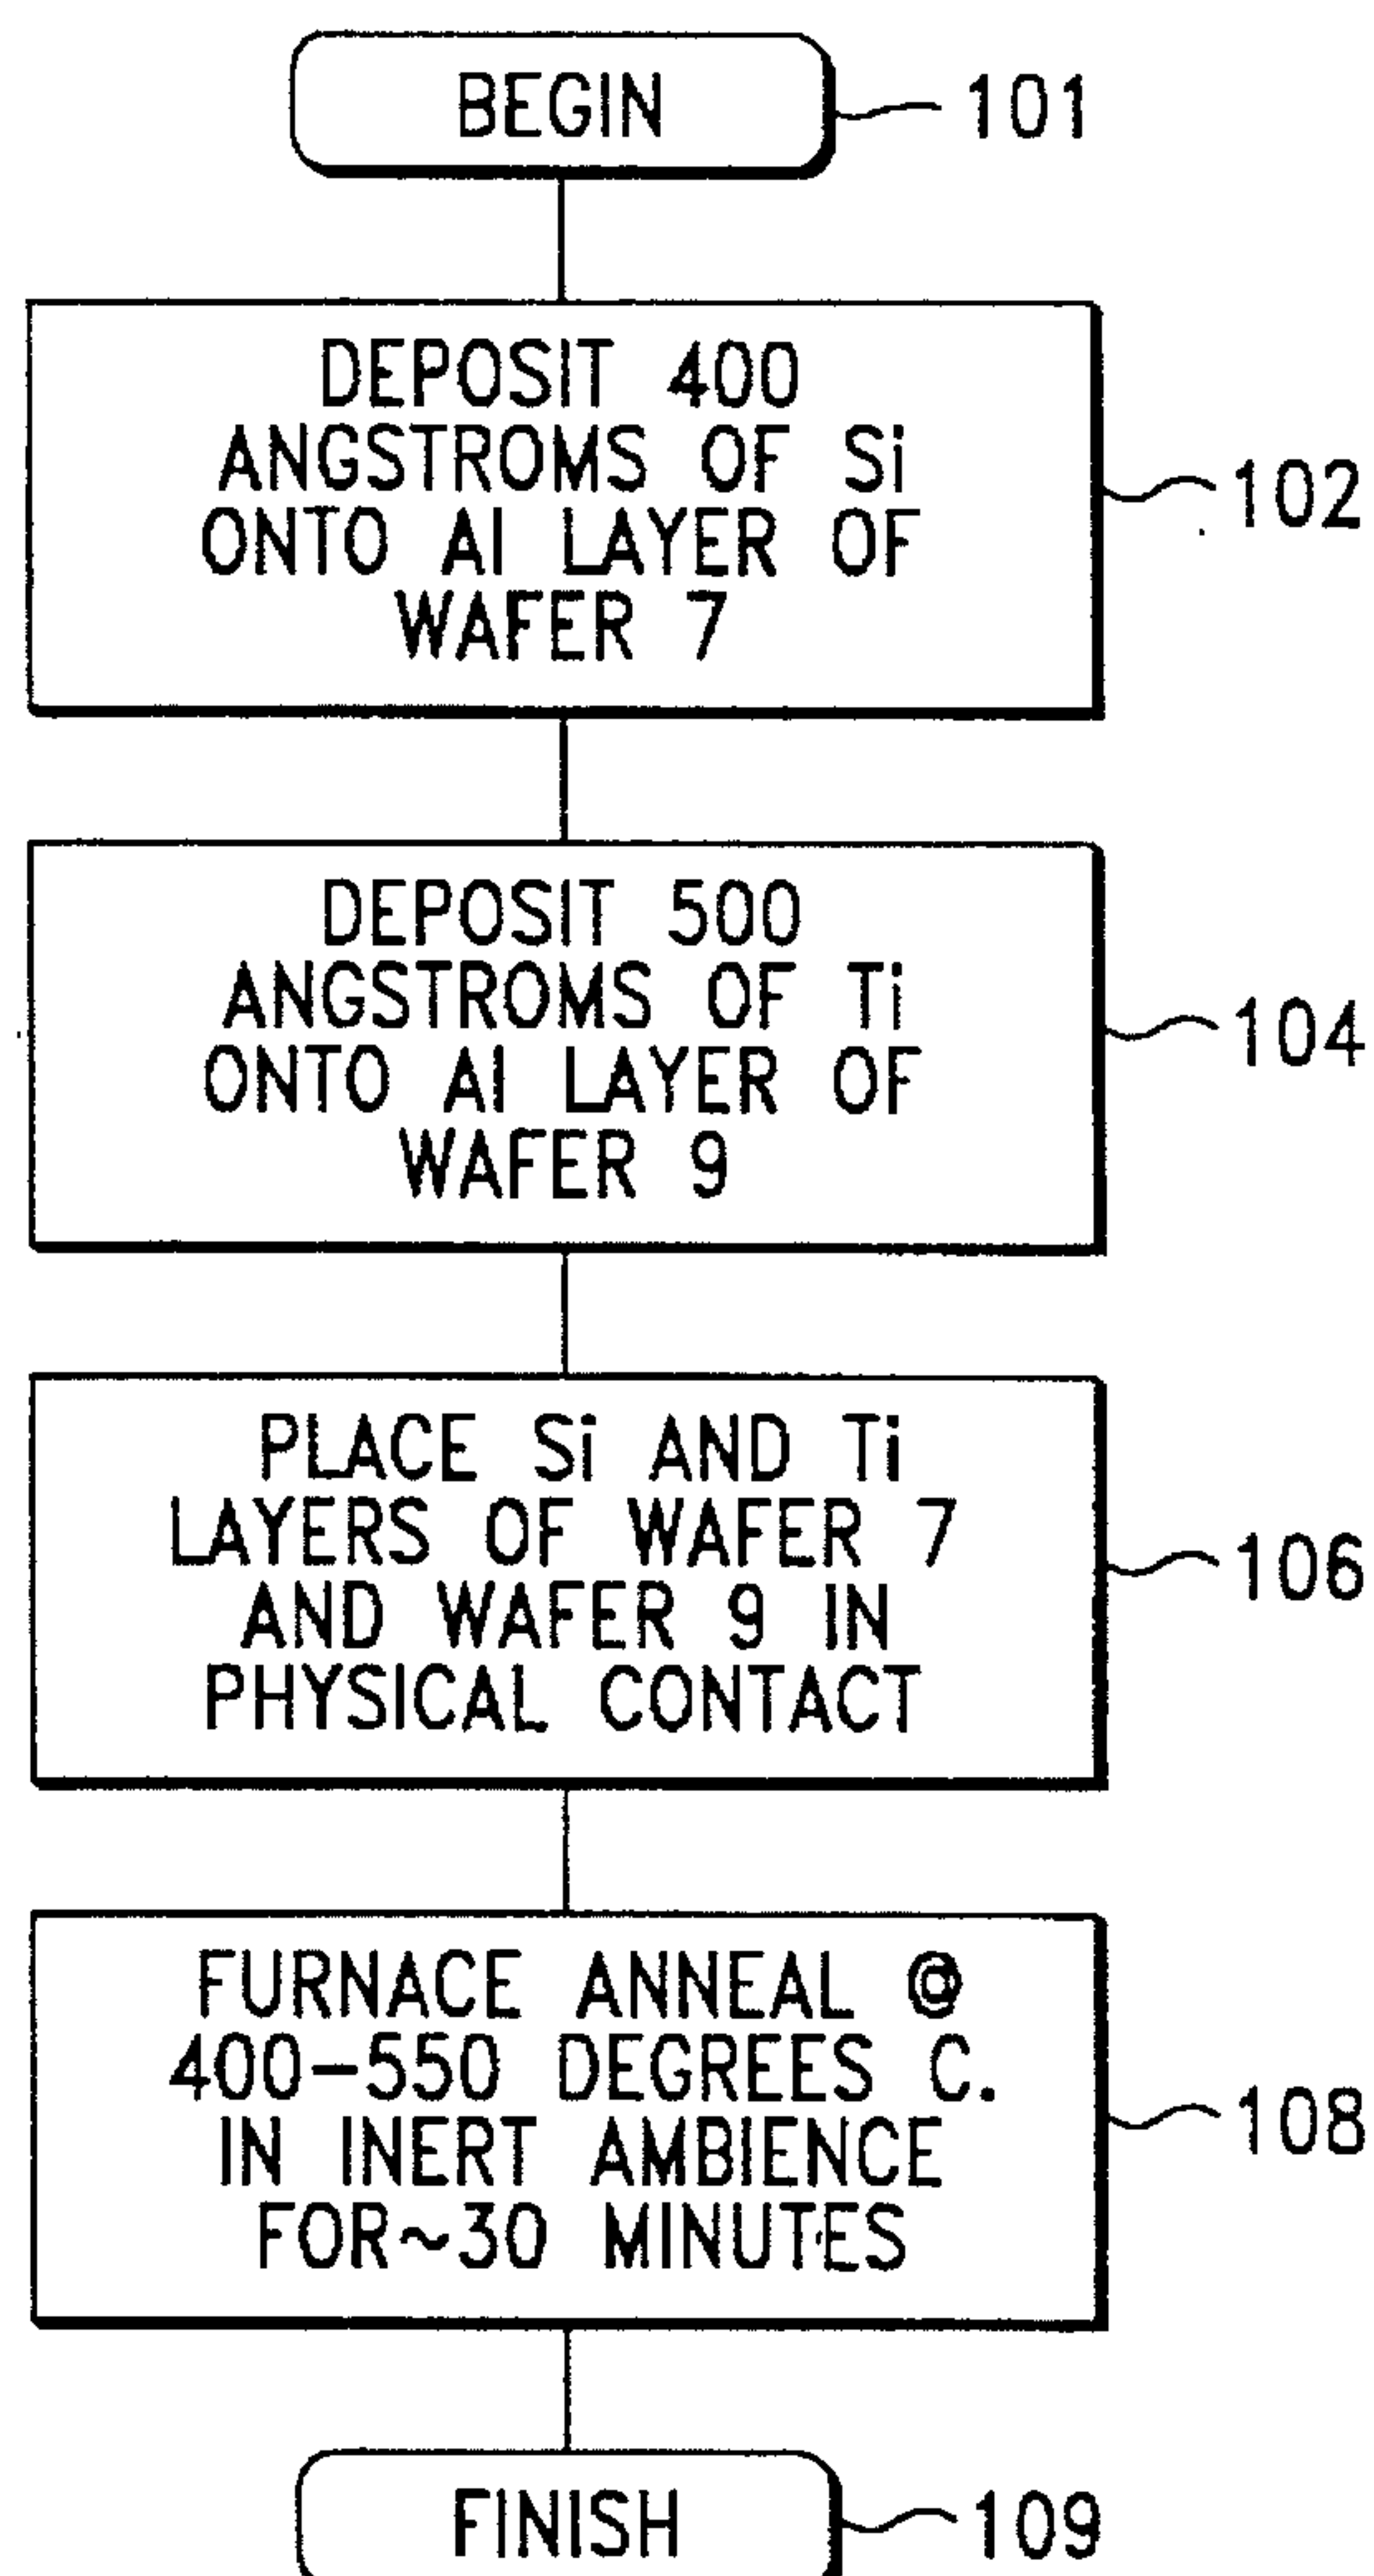 BEGIN
101
DEPOSIT 400
ANGSTROMS OF Si
ONTO Al LAYER OF
WAFER 7
102
DEPOSIT 500
ANGSTROMS OF Ti
ONTO Al LAYER OF
WAFER 9
104
PLACE Si AND Ti
LAYERS OF WAFER 7
AND WAFER 9 IN
PHYSICAL CONTACT
106
FURNACE ANNEAL @
400-550 DEGREES C.
IN INERT AMBIENCE
FOR~30 MINUTES
108
FINISH
109